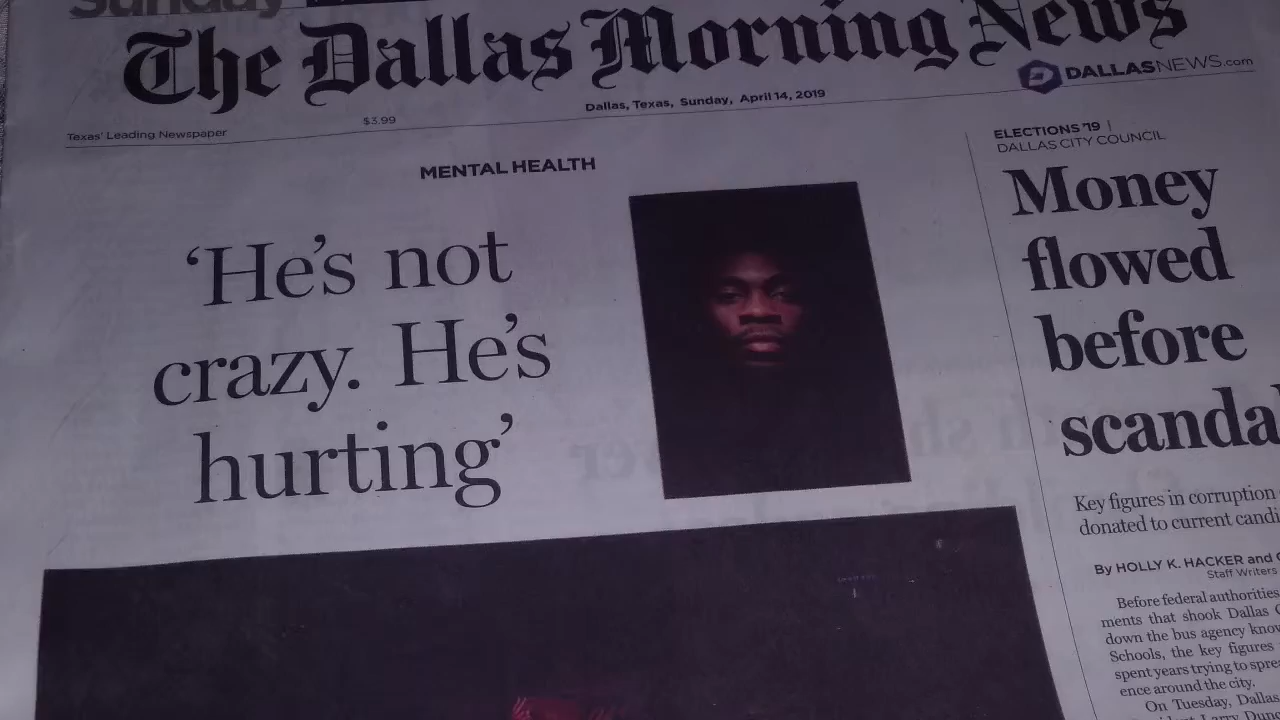 Sunday
The Dallas Morning News
DALLASNEWS.com
Texas' Leading Newspaper
$3.99
Dallas, Texas, Sunday, April 14, 2019
MENTAL HEALTH
'He's not
crazy. He's
hurting'
ELECTIONS '19 |
DALLAS CITY COUNCIL
Money
flowed
before
scandal
Key figures in corruption
donated to current candi
By HOLLY K. HACKER and
Staff Writers
Before federal authorities
ments that shook Dallas C
down the bus agency know
Schools, the key figures
spent years trying to spre
ence around the city.
On Tuesday, Dallas